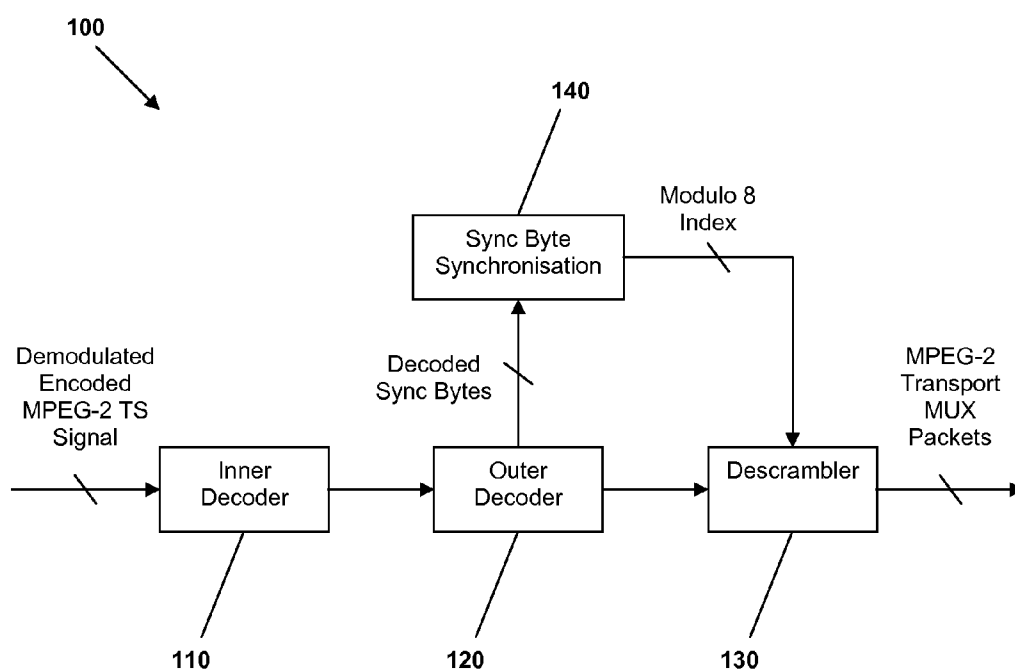 100
140
Modulo 8
Index
Sync Byte
Synchronisation
Demodulated
Encoded
MPEG-2 TS
Signal
Decoded
Sync Bytes
MPEG-2
Transport
MUX
Packets
Inner
Decoder
Outer
Decoder
Descrambler
110
120
130